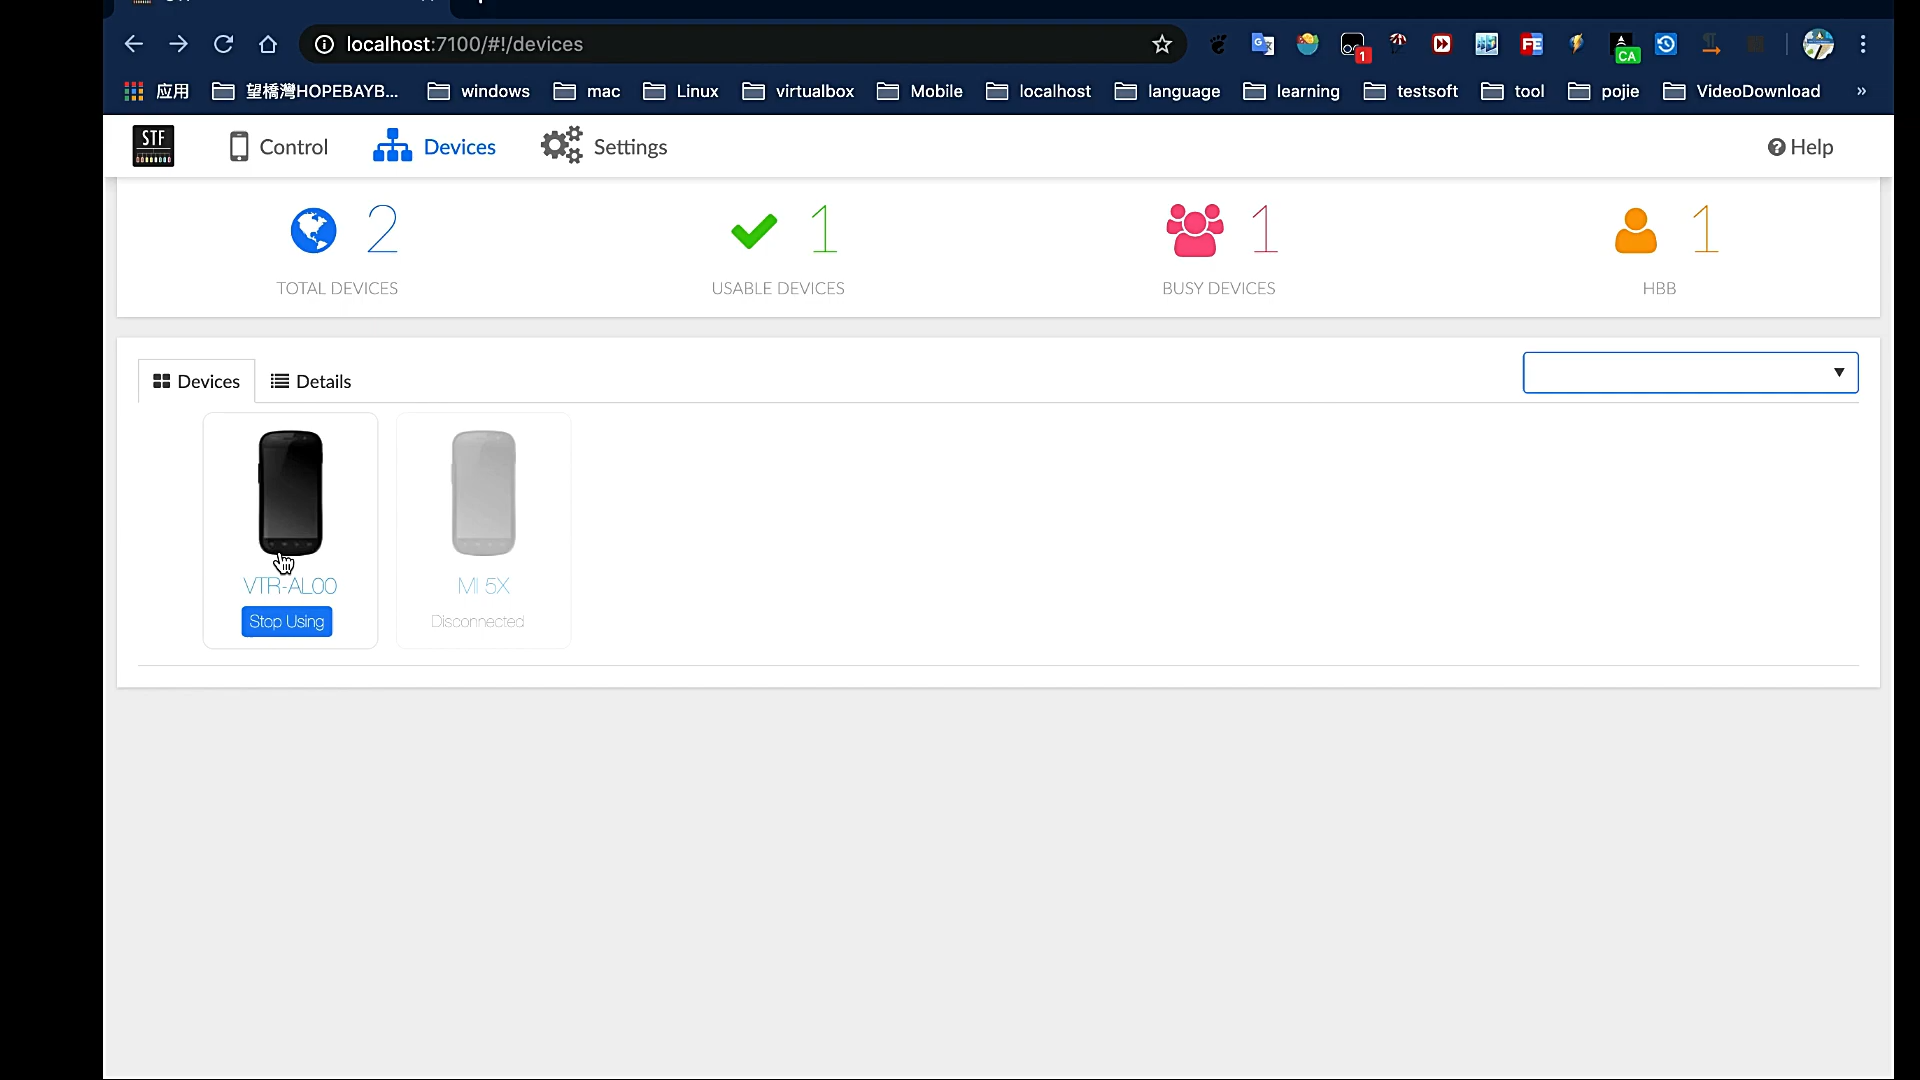 localhost:7100/#!/devices
1
CA
应用 望橋灣HOPEBAYB... windows mac Linux virtualbox Mobile localhost language learning testsoft tool pojie VideoDownload »
STF Control Devices Settings Help
2 1 1 1
TOTAL DEVICES USABLE DEVICES BUSY DEVICES HBB
Devices Details
VTR-AL00 MI 5X
Stop Using Disconnected